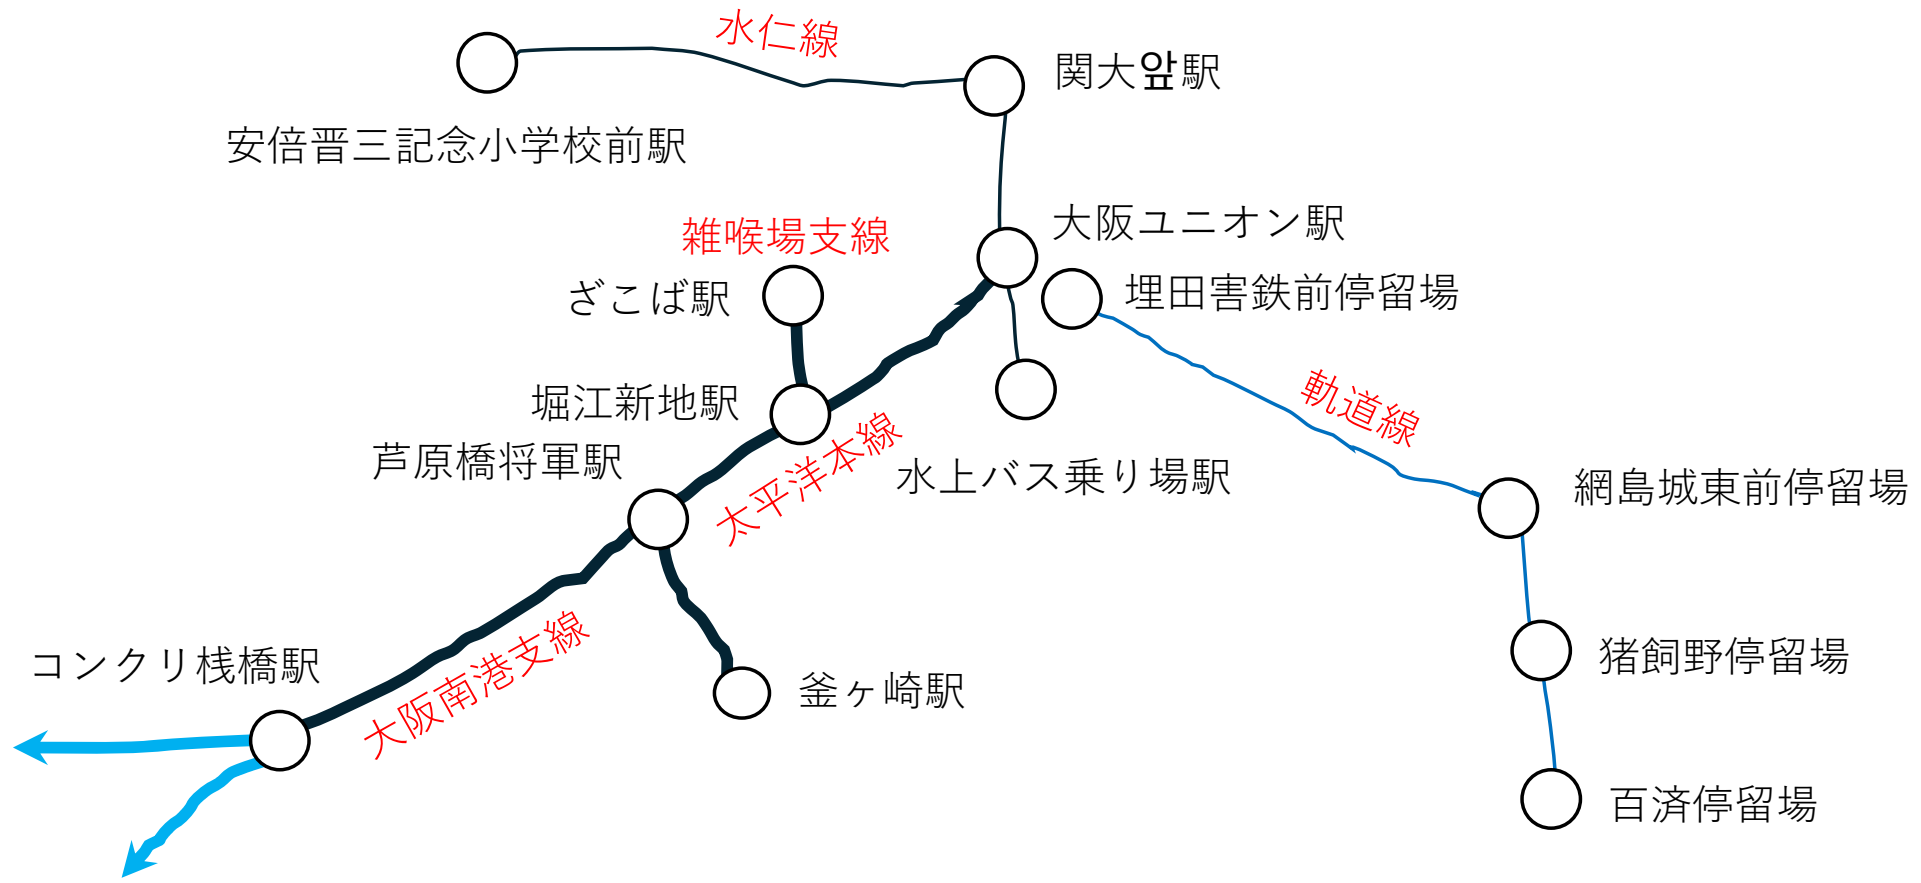 水仁線
関大앞駅
安倍晋三記念小学校前駅
大阪ユニオン駅
雑喉場支線
ざこば駅
埋田害鉄前停留場
堀江新地駅
軌道線
芦原橋将軍駅
太平洋本線
水上バス乗り場駅
網島城東前停留場
コンクリ桟橋駅
大阪南港支線
釜ヶ崎駅
猪飼野停留場
百済停留場